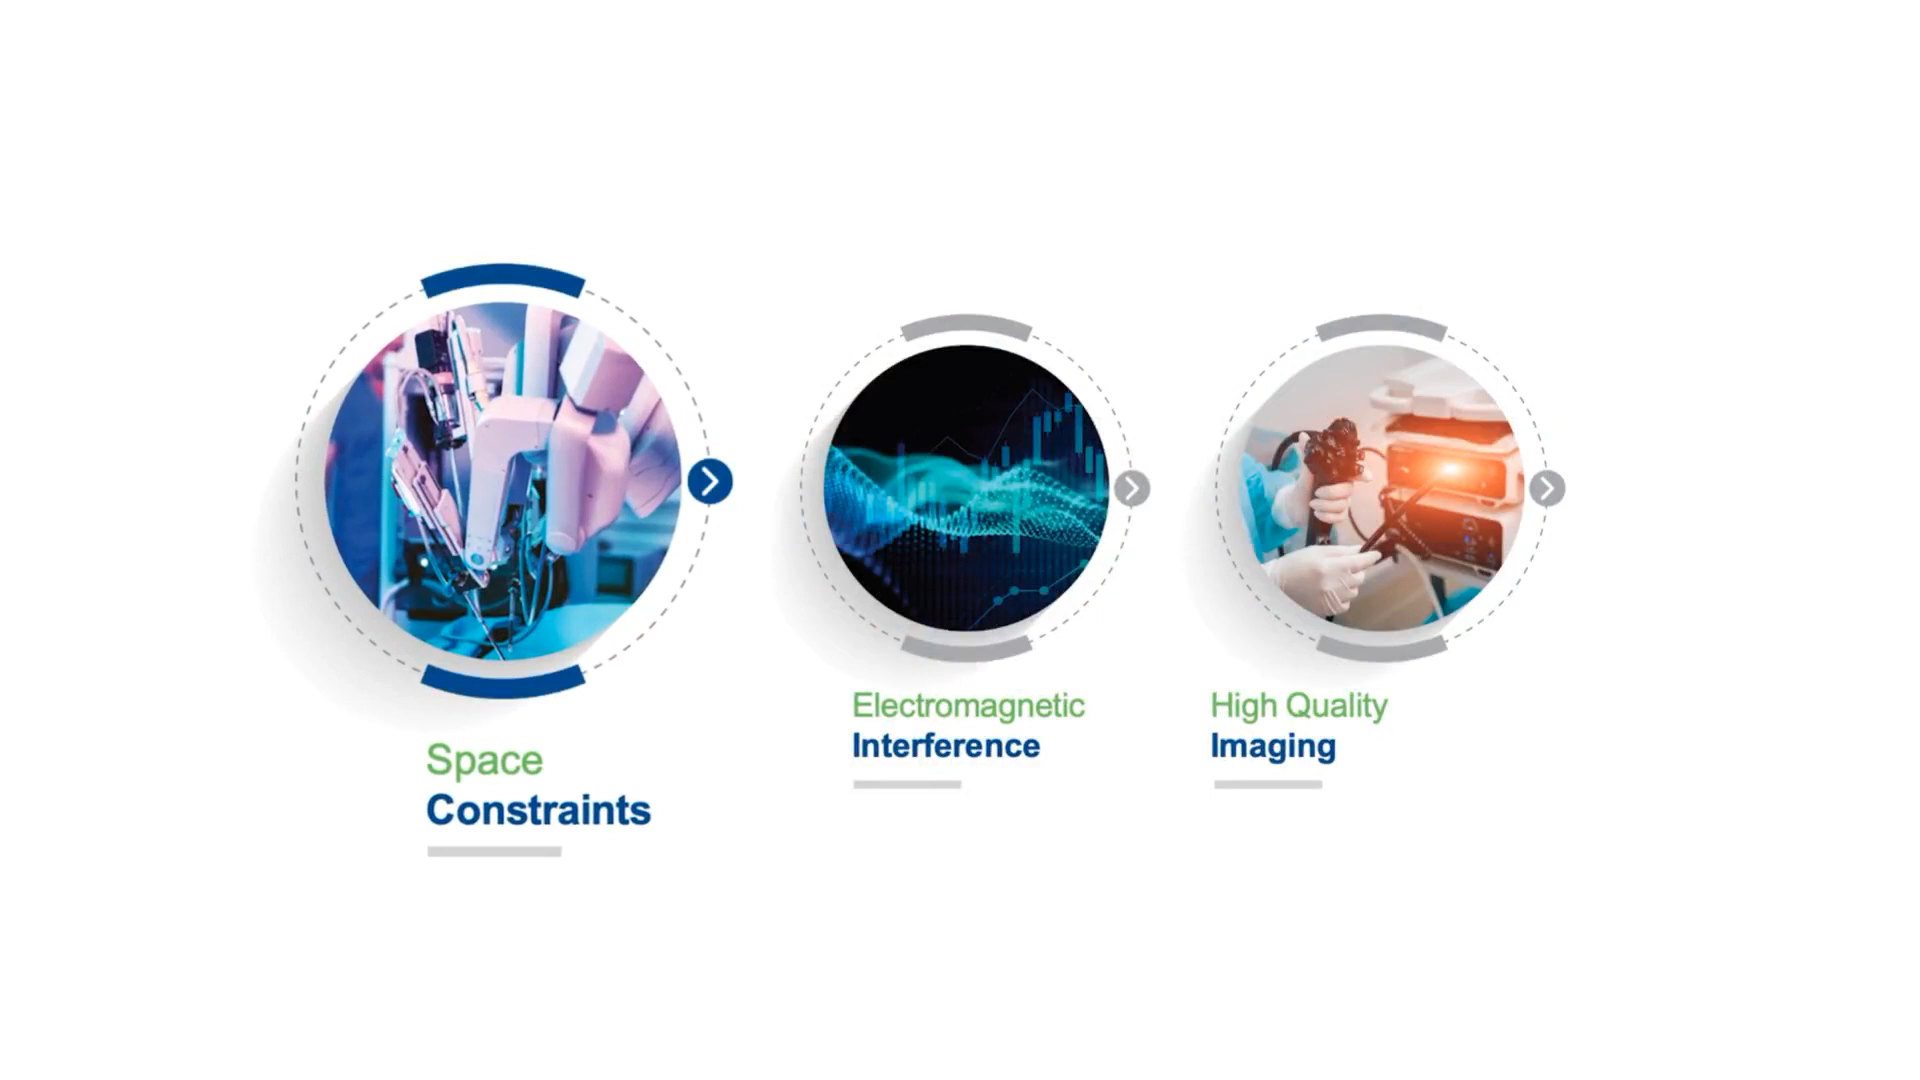 Space
Constraints
Electromagnetic
Interference
High Quality
Imaging